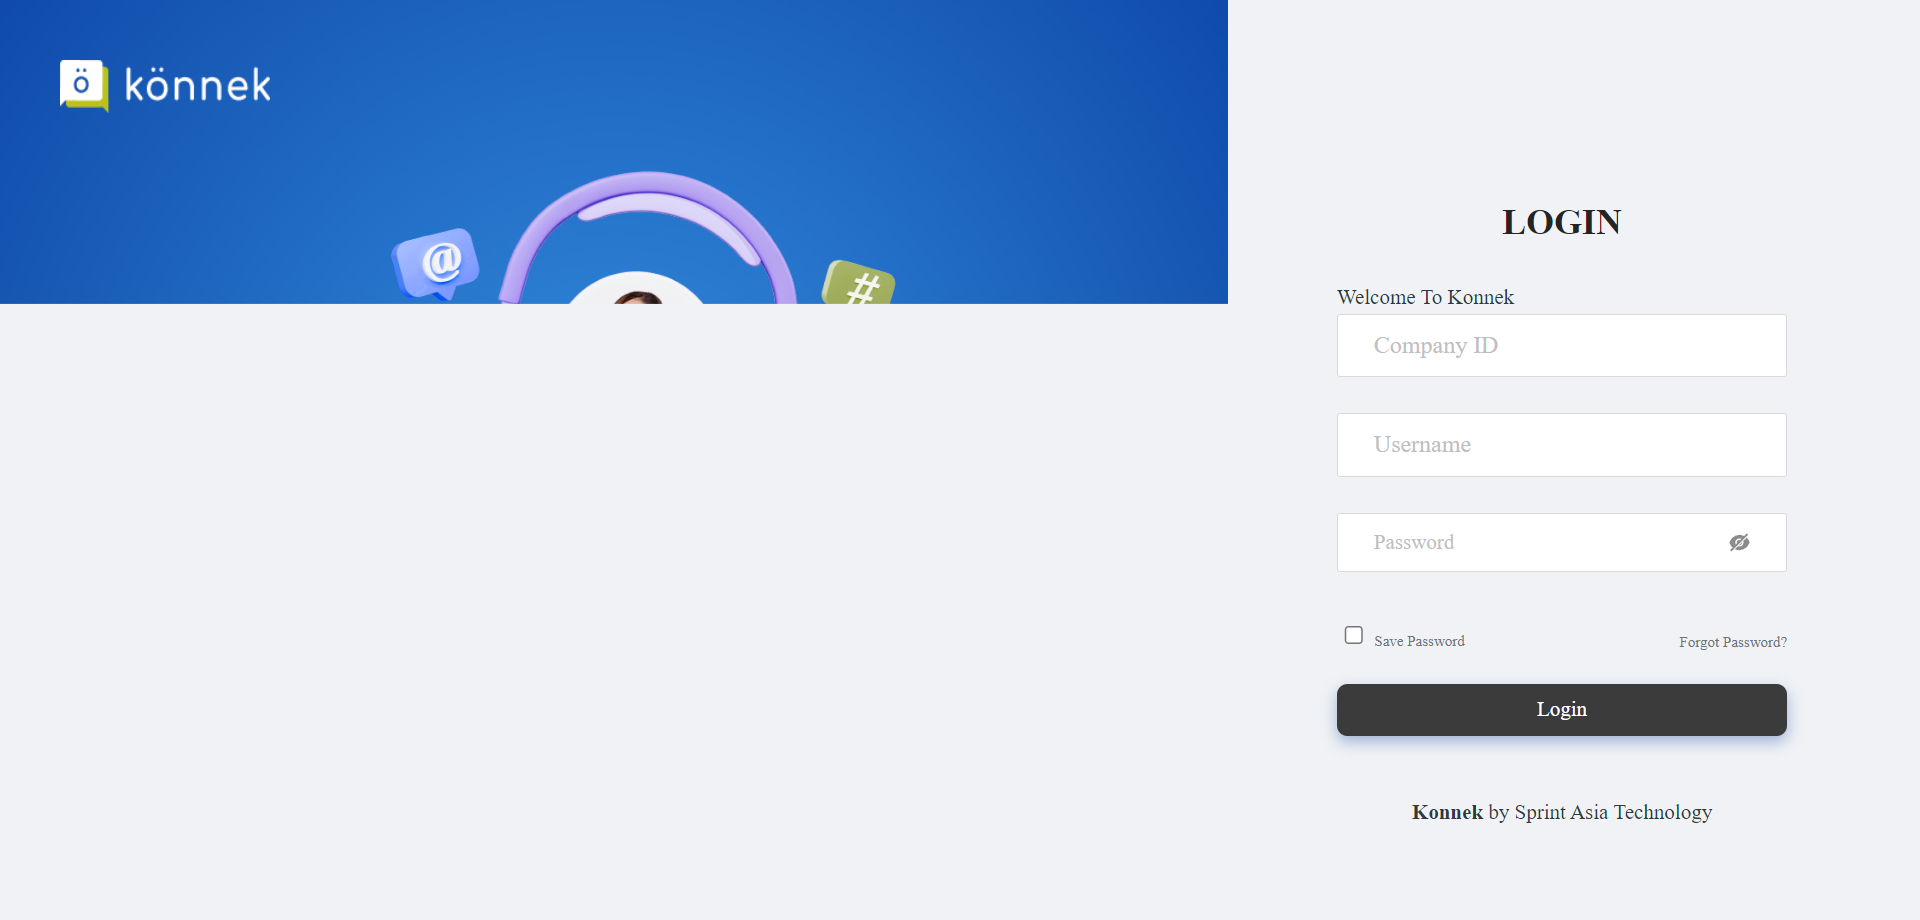 ö könnek
@
#
LOGIN
Welcome To Konnek
Company ID
Username
Password
Save Password
Forgot Password?
Login
Konnek by Sprint Asia Technology